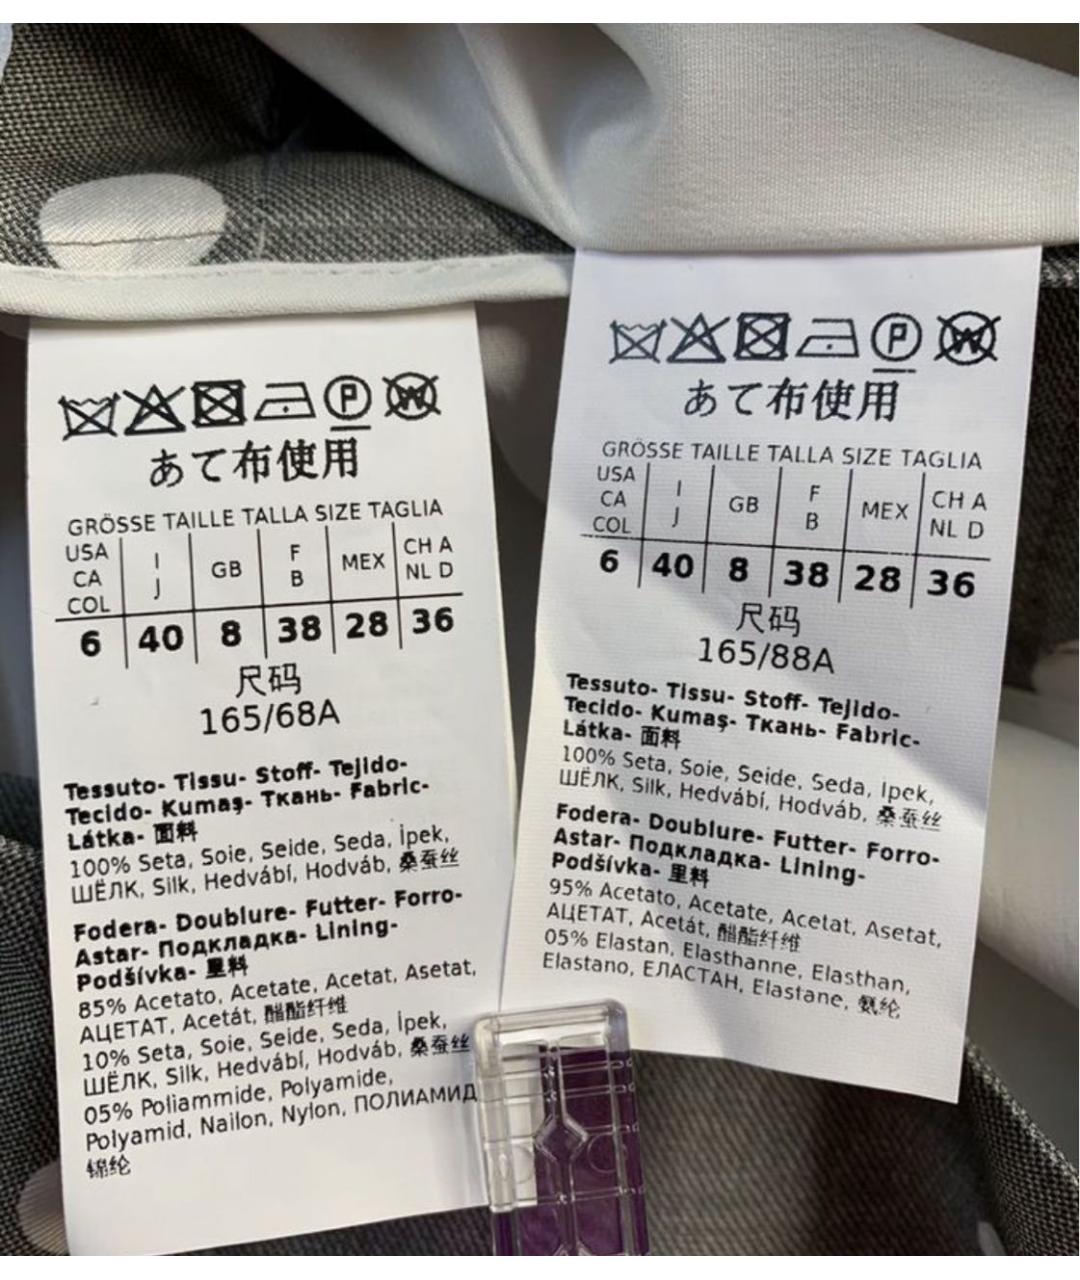 あて布使用
GRÖSSE TAILLE TALLA SIZE TAGLIA
USA CA COL | I J | GB | F B | MEX | CH A NL D
6 | 40 | 8 | 38 | 28 | 36
尺码
165/68A
Tessuto- Tissu- Stoff- Tejido-
Tecido- Kumaş- Ткань- Fabric-
Látka- 面料
100% Seta, Soie, Seide, Seda, İpek,
ШЁЛК, Silk, Hedvábí, Hodváb, 桑蚕丝
Fodera- Doublure- Futter- Forro-
Astar- Подкладка- Lining-
Podšívka- 里料
85% Acetato, Acetate, Acetat, Asetat,
АЦЕТАТ, Acetát, 醋酯纤维
10% Seta, Soie, Seide, Seda, İpek,
ШЁЛК, Silk, Hedvábí, Hodváb, 桑蚕丝
05% Poliammide, Polyamide,
Polyamid, Nailon, Nylon, ПОЛИАМИД
锦纶
あて布使用
GRÖSSE TAILLE TALLA SIZE TAGLIA
USA CA COL | I J | GB | F B | MEX | CH A NL D
6 | 40 | 8 | 38 | 28 | 36
尺码
165/88A
Tessuto- Tissu- Stoff- Tejido-
Tecido- Kumaş- Ткань- Fabric-
Látka- 面料
100% Seta, Soie, Seide, Seda, İpek,
ШЁЛК, Silk, Hedvábí, Hodváb, 桑蚕丝
Fodera- Doublure- Futter- Forro-
Astar- Подкладка- Lining-
Podšívka- 里料
95% Acetato, Acetate, Acetat, Asetat,
АЦЕТАТ, Acetát, 醋酯纤维
05% Elastan, Elasthanne, Elasthan,
Elastano, ЕЛАСТАН, Elastane, 氨纶